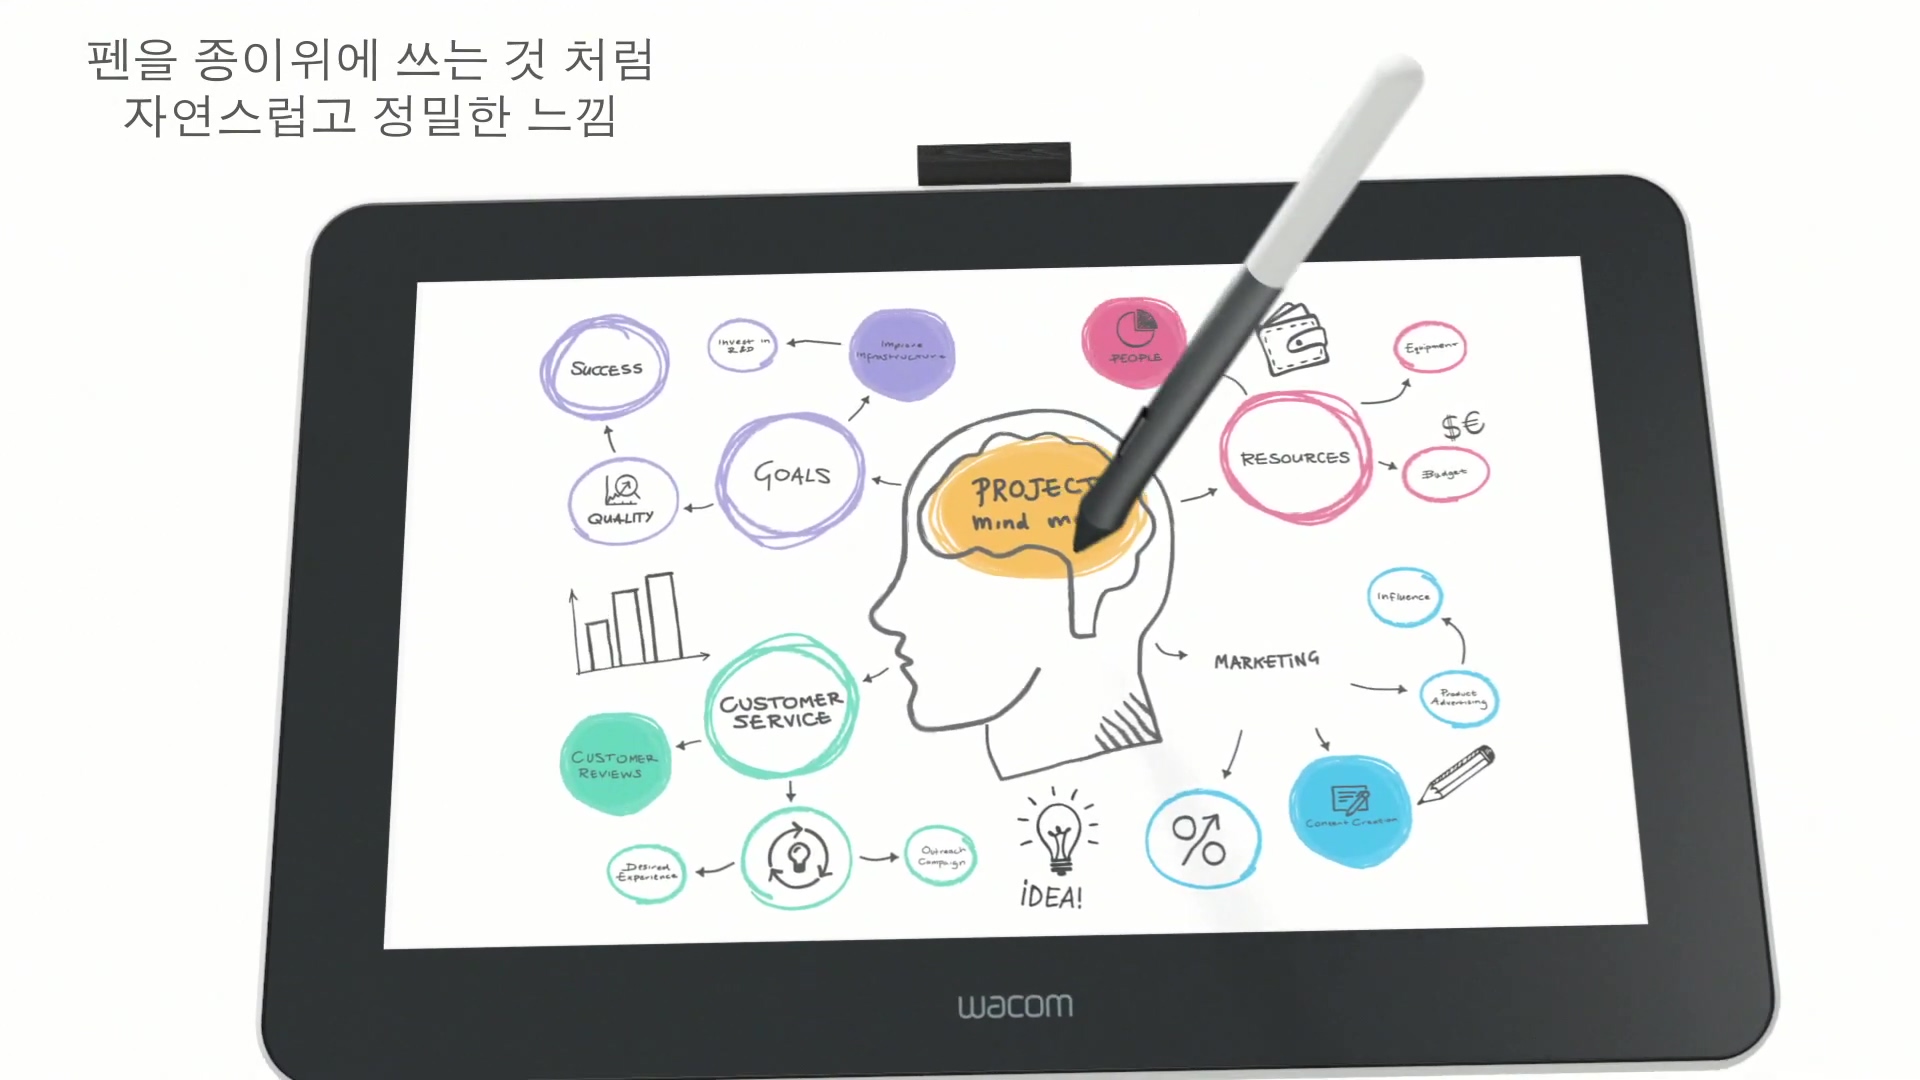 펜을 종이위에 쓰는 것 처럼
자연스럽고 정밀한 느낌
SUCCESS
Invest in
R&D
Improve
Infrastructure
PEOPLE
Equipment
$€
GOALS
PROJECT
mind
RESOURCES
Budget
QUALITY
Influence
MARKETING
Product
Advertising
CUSTOMER
SERVICE
CUSTOMER
REVIEWS
%
Content Creation
Desired
Experience
Outreach
Campaign
iDEA!
wacom